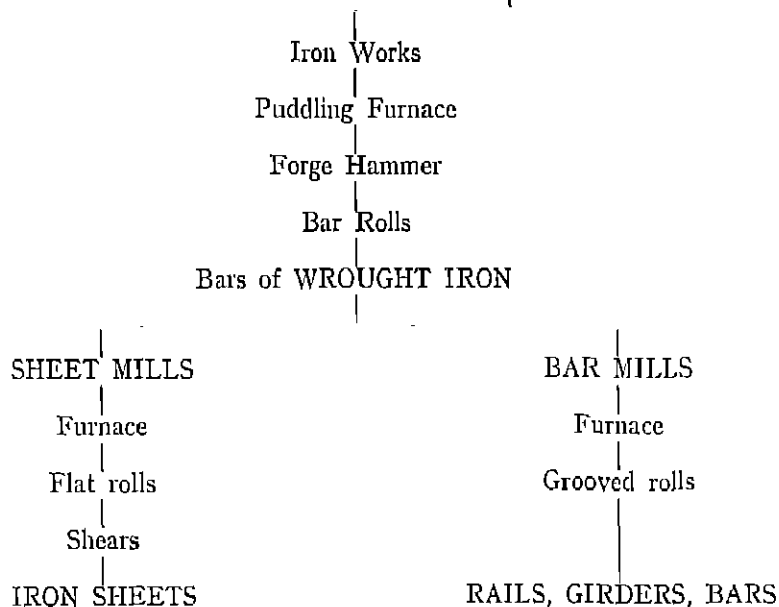 Iron Works
Puddling Furnace
Forge Hammer
Bar Rolls
Bars of WROUGHT IRON
SHEET MILLS
Furnace
Flat rolls
Shears
IRON SHEETS
BAR MILLS
Furnace
Grooved rolls
RAILS, GIRDERS, BARS